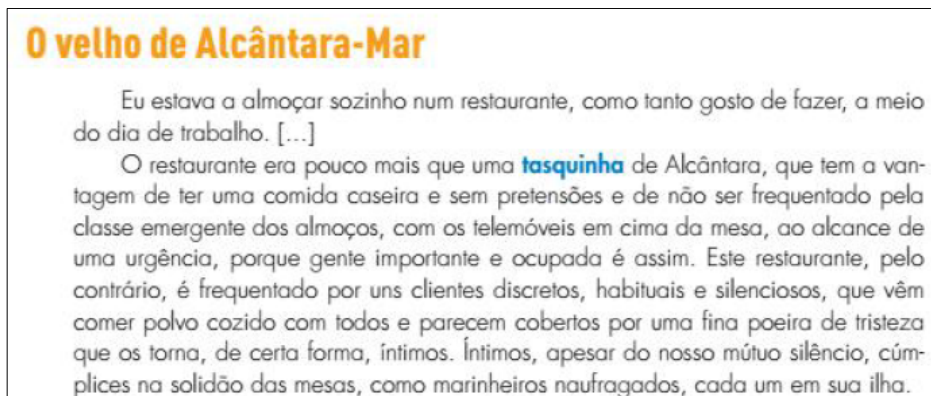 O velho de Alcântara-Mar
Eu estava a almoçar sozinho num restaurante, como tanto gosto de fazer, a meio
do dia de trabalho. [...]
O restaurante era pouco mais que uma tasquinha de Alcântara, que tem a van-
tagem de ter uma comida caseira e sem pretensões e de não ser frequentado pela
classe emergente dos almoços, com os telemóveis em cima da mesa, ao alcance de
uma urgência, porque gente importante e ocupada é assim. Este restaurante, pelo
contrário, é frequentado por uns clientes discretos, habituais e silenciosos, que vêm
comer polvo cozido com todos e parecem cobertos por uma fina poeira de tristeza
que os torna, de certa forma, íntimos. Íntimos, apesar do nosso mútuo silêncio, cúm-
plices na solidão das mesas, como marinheiros naufragados, cada um em sua ilha.